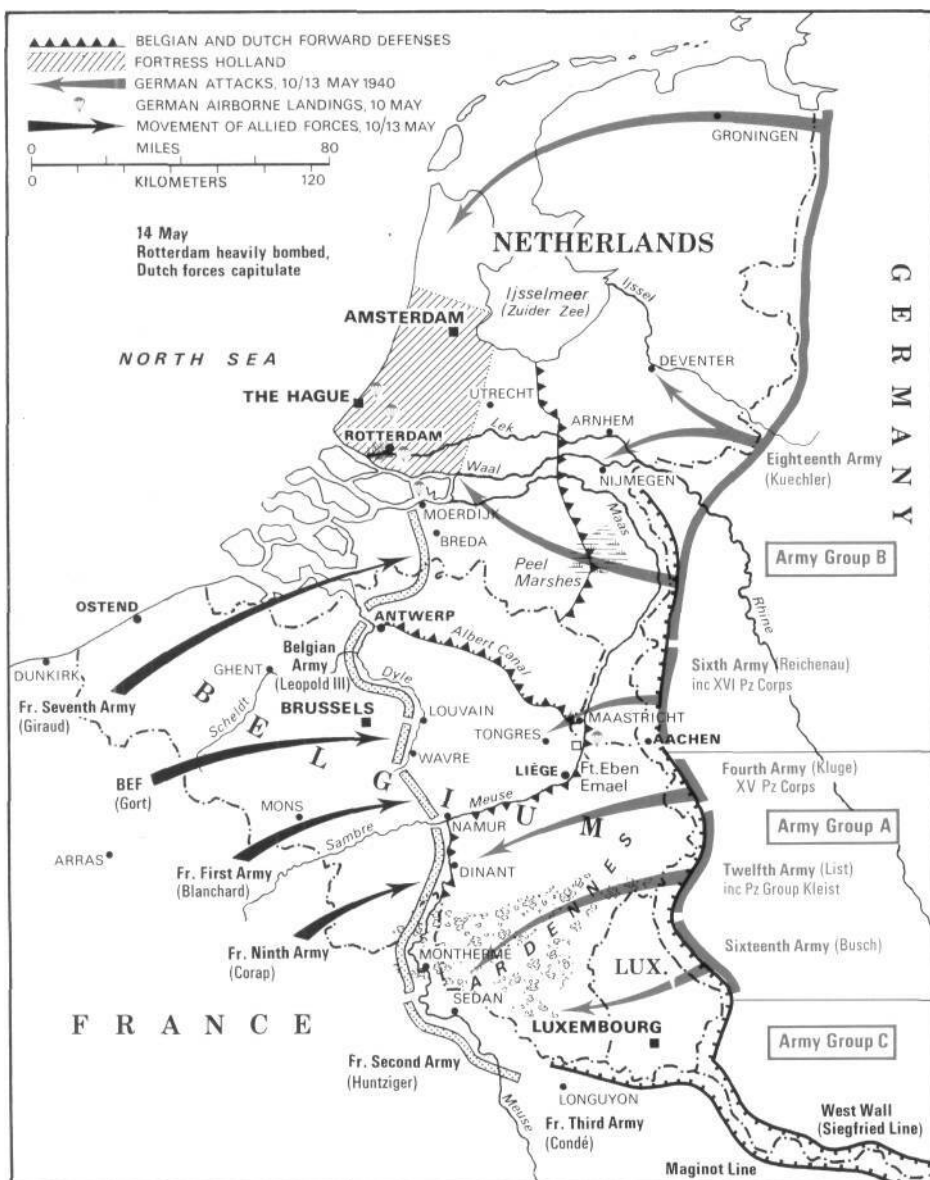 BELGIAN AND DUTCH FORWARD DEFENSES
FORTRESS HOLLAND
GERMAN ATTACKS, 10/13 MAY 1940
GERMAN AIRBORNE LANDINGS, 10 MAY
MOVEMENT OF ALLIED FORCES, 10/13 MAY
0 MILES 80
0 KILOMETERS 120
14 May
Rotterdam heavily bombed,
Dutch forces capitulate
GRONINGEN
NETHERLANDS
GERMANY
Ijsselmeer
(Zuider Zee)
Ijssel
AMSTERDAM
NORTH SEA
DEVENTER
THE HAGUE
UTRECHT
ARNHEM
ROTTERDAM
Lek
Eighteenth Army
(Kuechler)
Waal
NIJMEGEN
MOERDIJK
Maas
BREDA
Peel
Marshes
Army Group B
Rhine
OSTEND
ANTWERP
Albert Canal
DUNKIRK
GHENT
Belgian
Army
(Leopold III)
Dyle
Sixth Army (Reichenau)
inc XVI Pz Corps
Fr. Seventh Army
(Giraud)
Scheldt
BRUSSELS
LOUVAIN
MAASTRICHT
TONGRES
AACHEN
BELGIUM
WAVRE
LIÈGE
Ft. Eben
Emael
Fourth Army (Kluge)
XV Pz Corps
BEF
(Gort)
MONS
Meuse
Sambre
NAMUR
Army Group A
ARRAS
Fr. First Army
(Blanchard)
DINANT
Twelfth Army (List)
inc Pz Group Kleist
ARDENNES
Fr. Ninth Army
(Corap)
MONTHERMÉ
LUX.
Sixteenth Army (Busch)
SEDAN
FRANCE
LUXEMBOURG
Army Group C
Fr. Second Army
(Huntziger)
Meuse
LONGUYON
Fr. Third Army
(Condé)
West Wall
(Siegfried Line)
Maginot Line